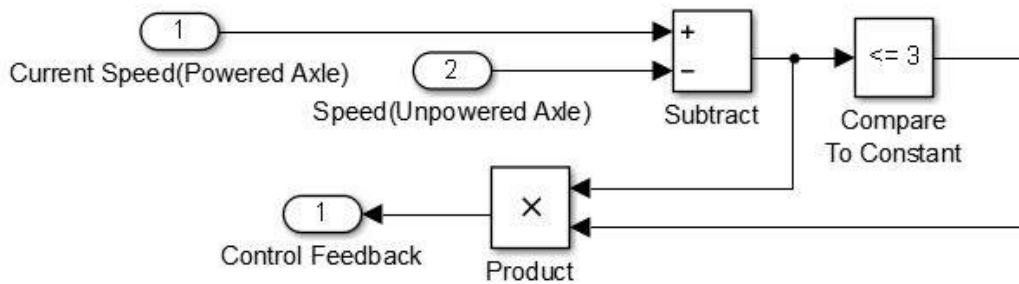 1
Current Speed(Powered Axle)
2
Speed(Unpowered Axle)
+
−
Subtract
<= 3
Compare
To Constant
1
Control Feedback
×
Product